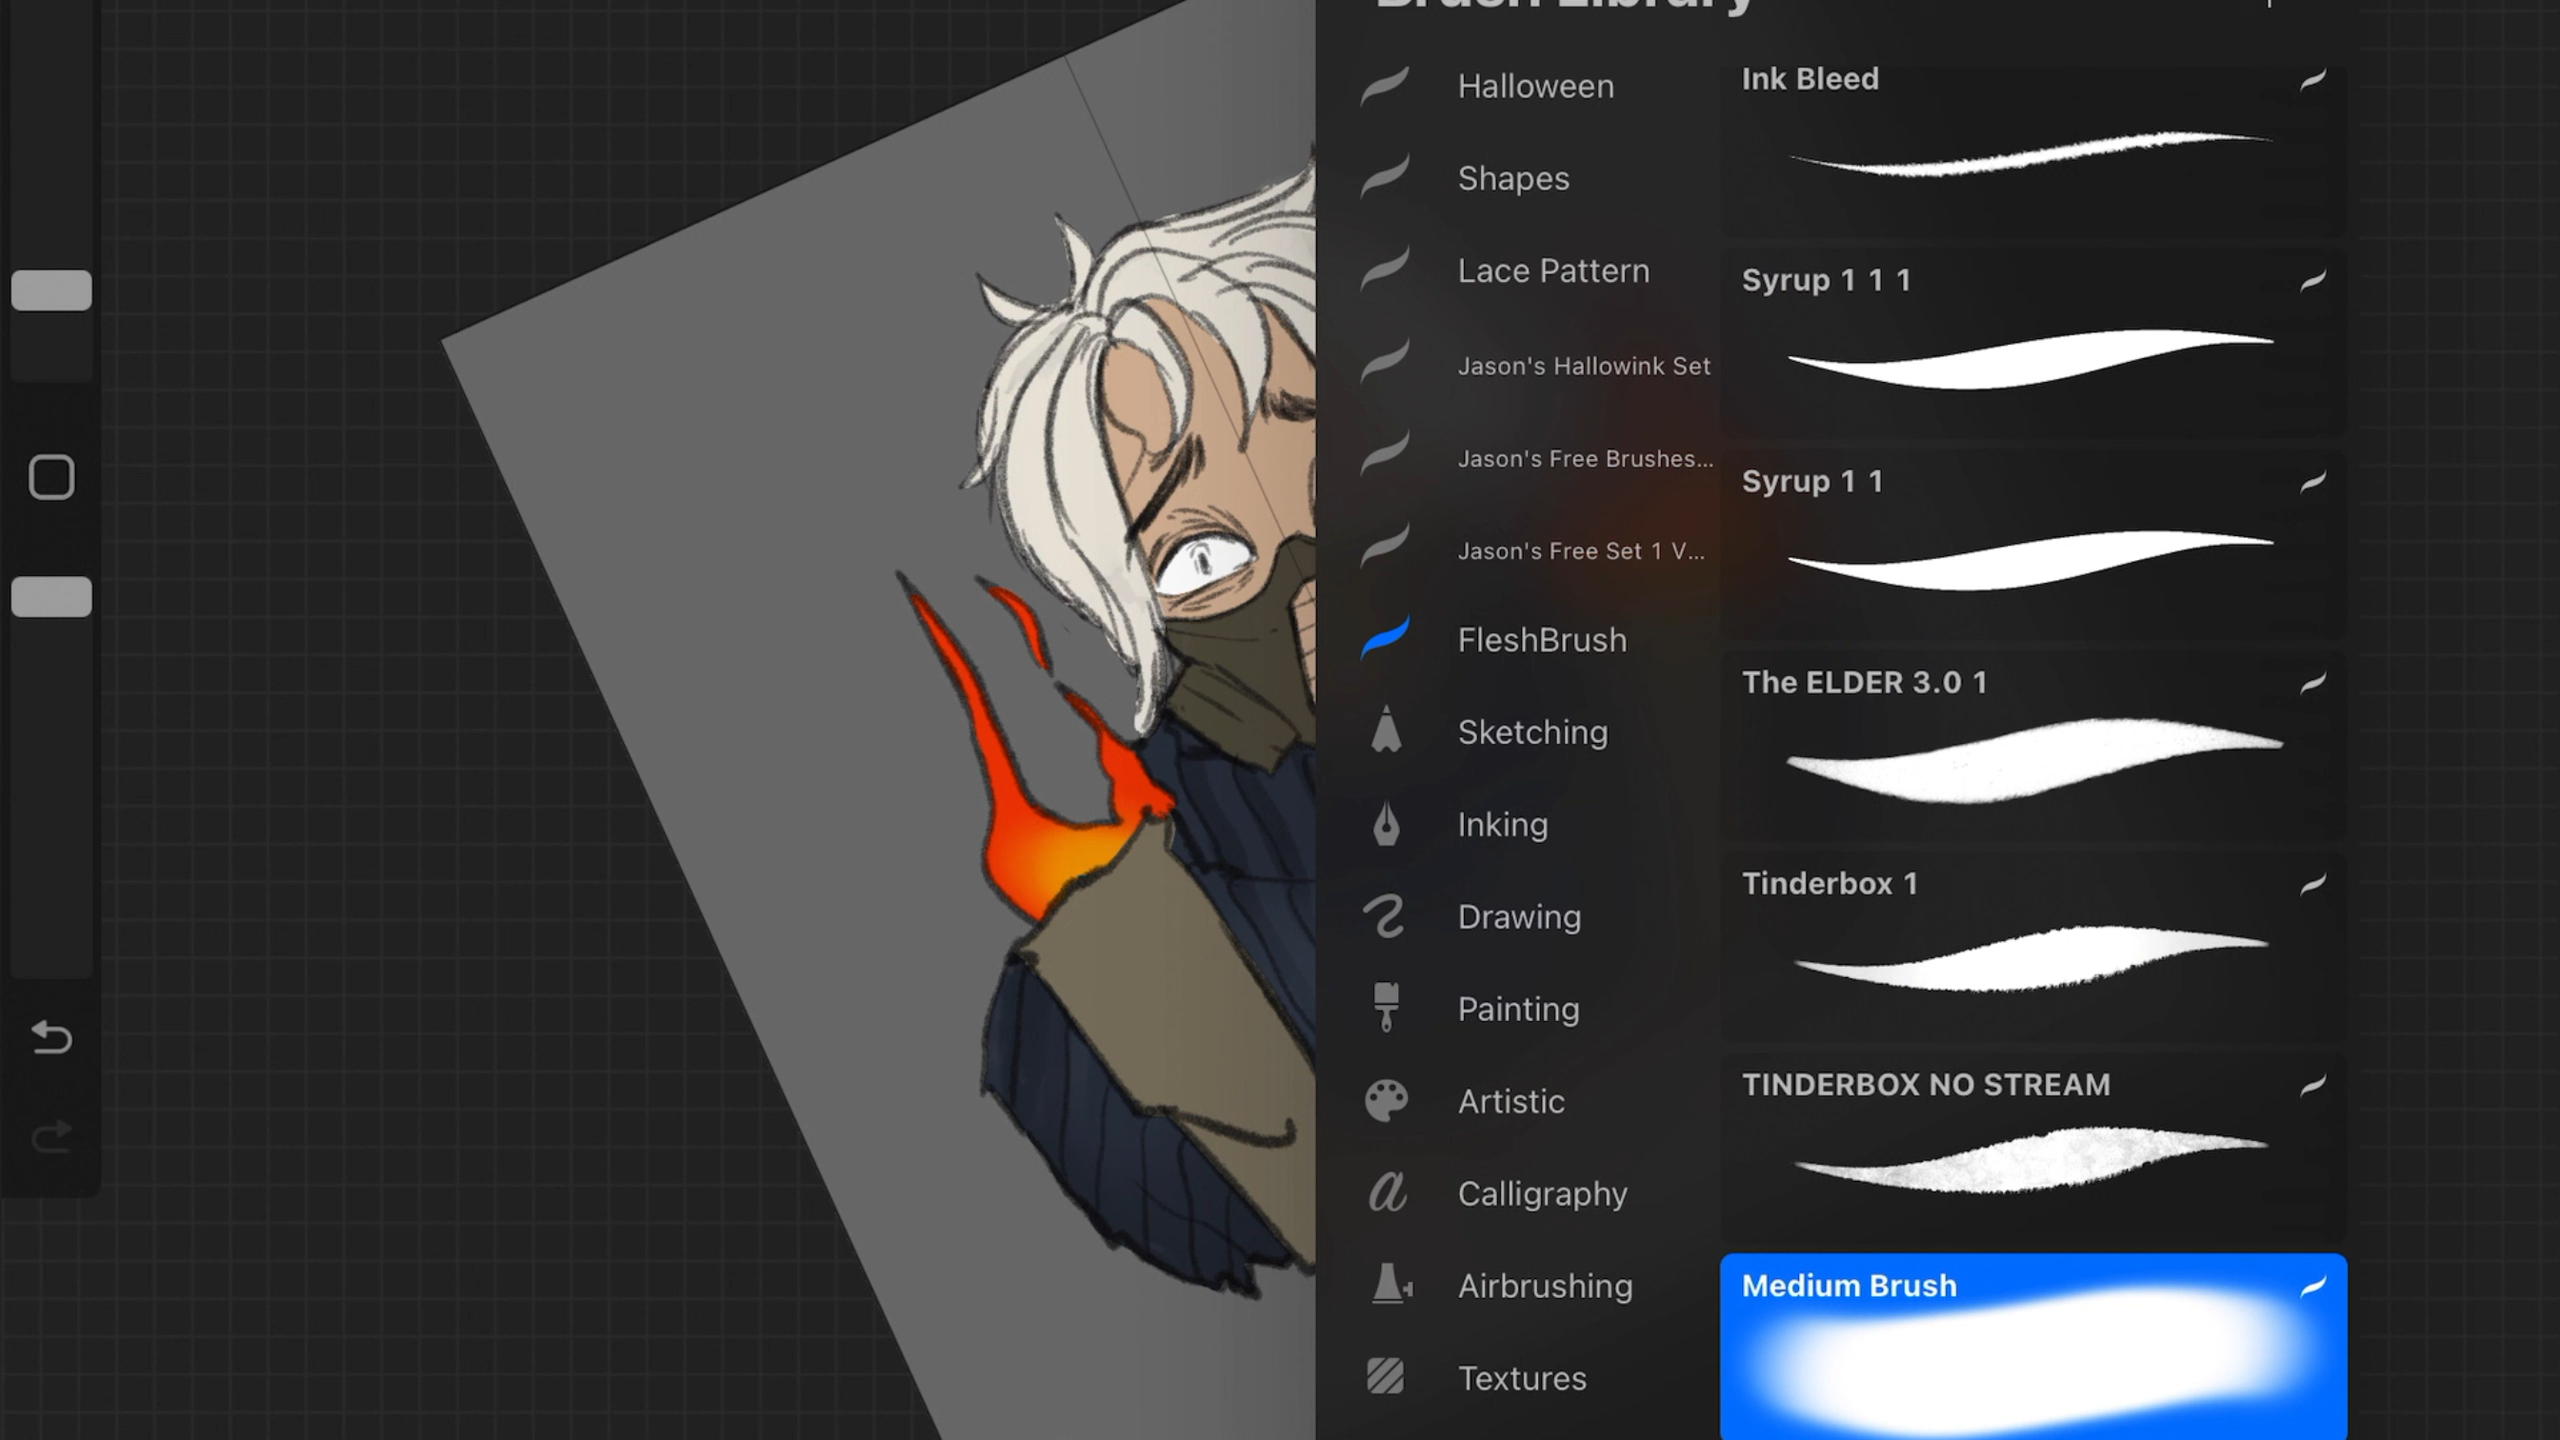 Brush Library
Halloween
Shapes
Lace Pattern
Jason's Hallowink Set
Jason's Free Brushes...
Jason's Free Set 1 V...
FleshBrush
Sketching
Inking
Drawing
Painting
Artistic
Calligraphy
Airbrushing
Textures
Ink Bleed
Syrup 1 1 1
Syrup 1 1
The ELDER 3.0 1
Tinderbox 1
TINDERBOX NO STREAM
Medium Brush